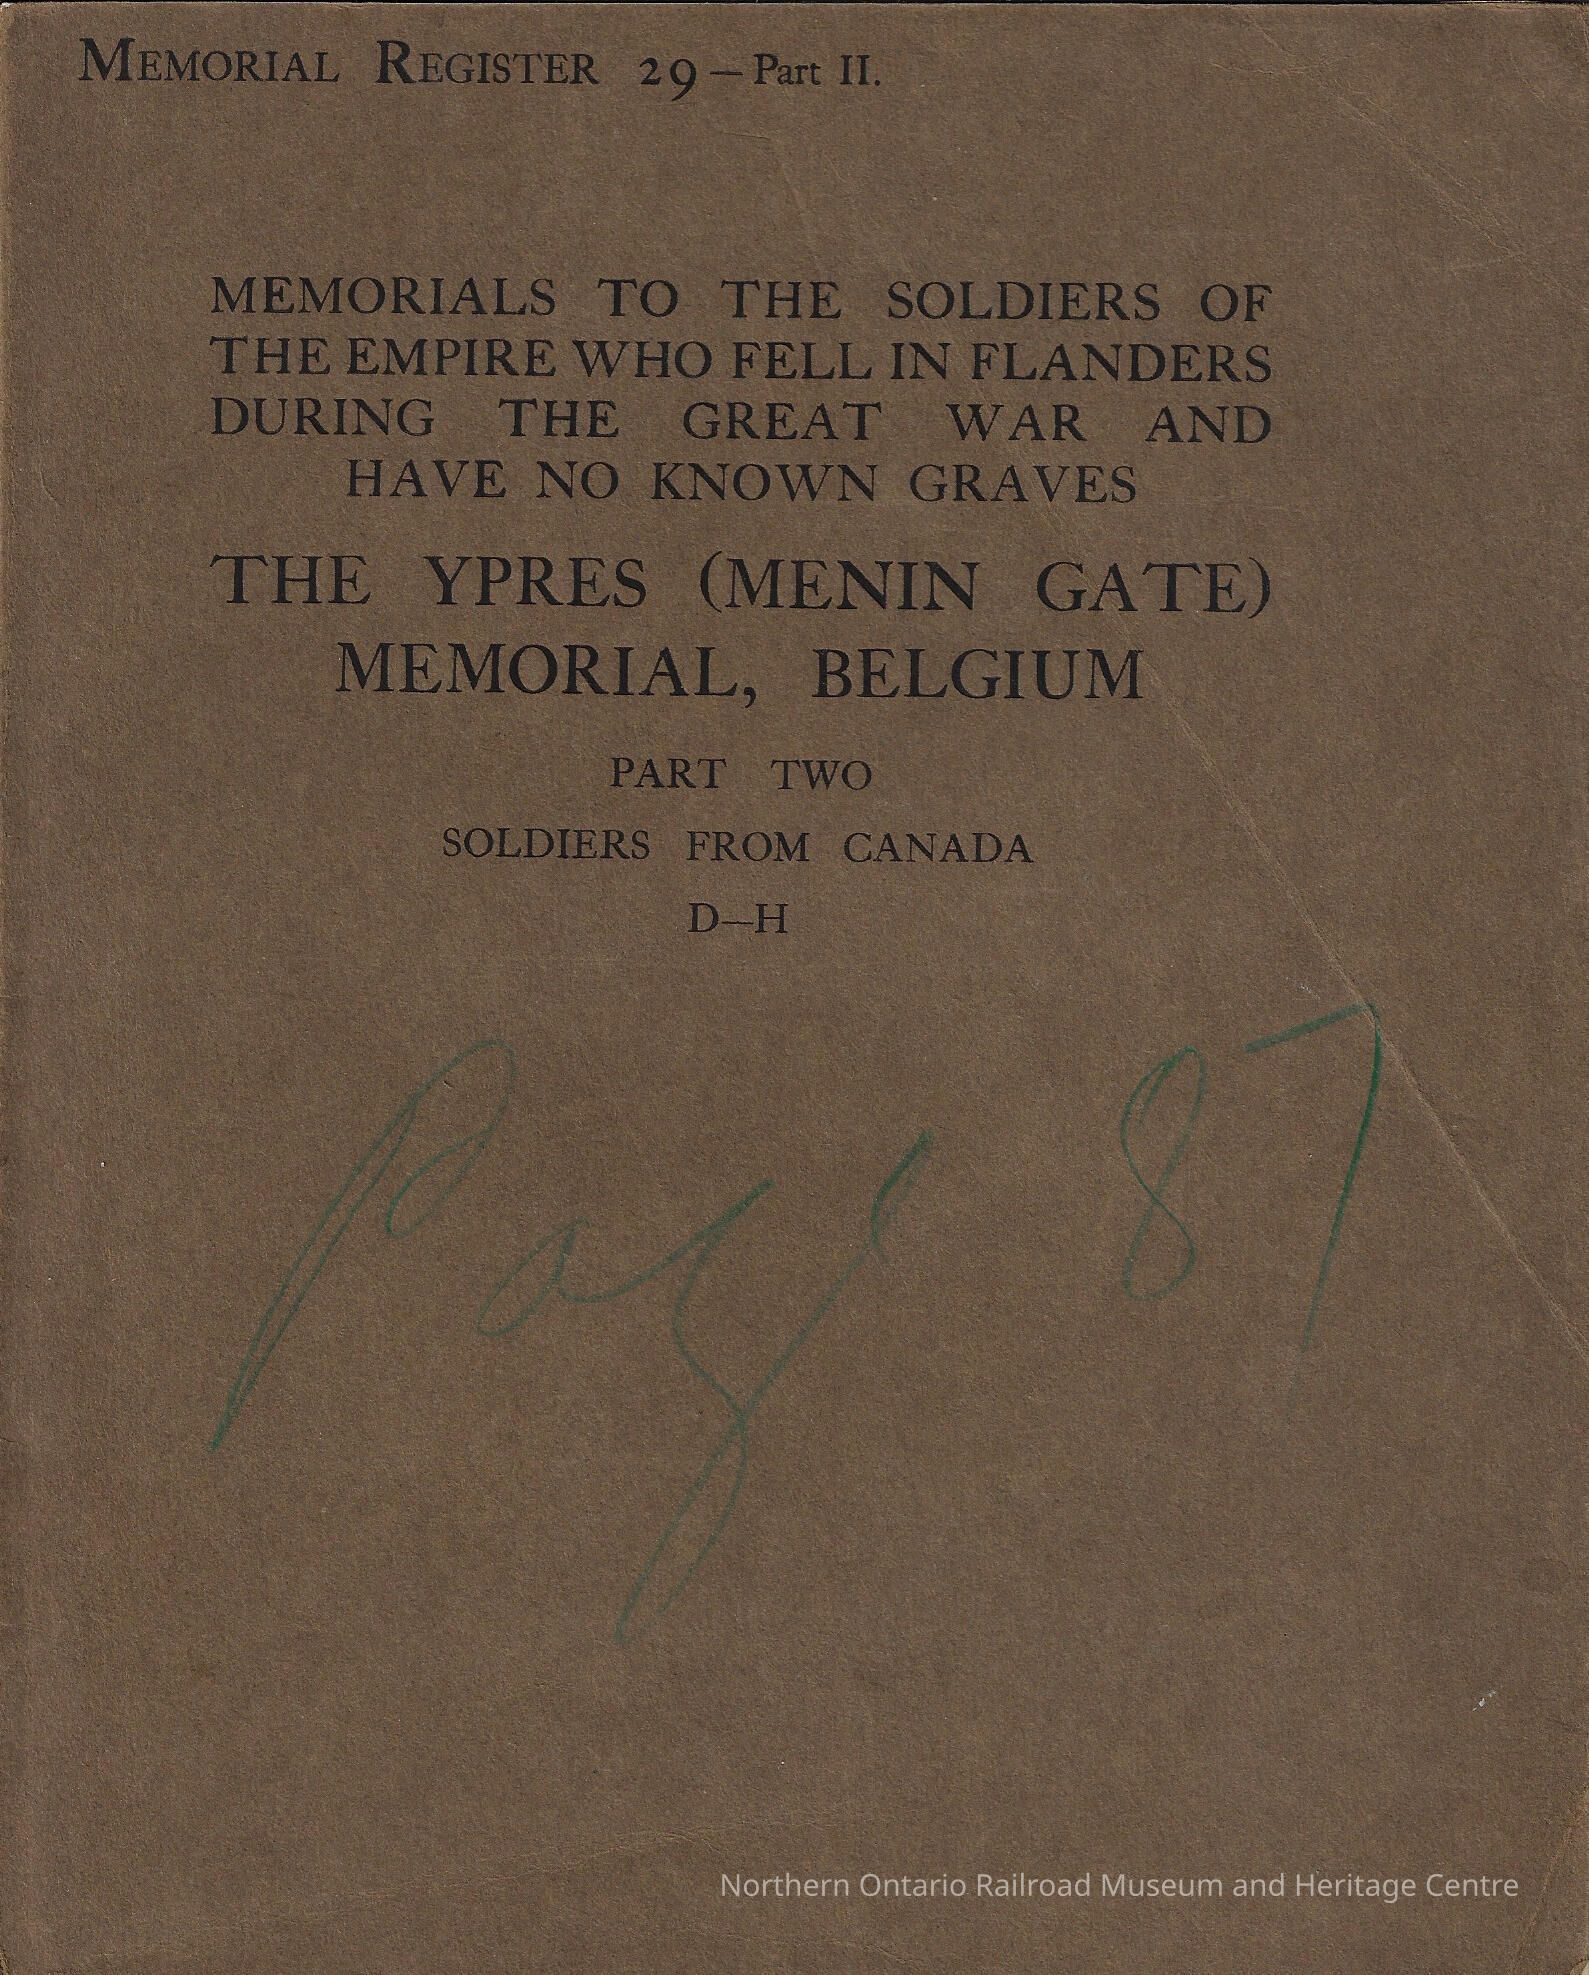 MEMORIAL REGISTER 29 – Part II.
MEMORIALS TO THE SOLDIERS OF
THE EMPIRE WHO FELL IN FLANDERS
DURING THE GREAT WAR AND
HAVE NO KNOWN GRAVES
THE YPRES (MENIN GATE)
MEMORIAL, BELGIUM
PART TWO
SOLDIERS FROM CANADA
D—H
Page 87
Northern Ontario Railroad Museum and Heritage Centre